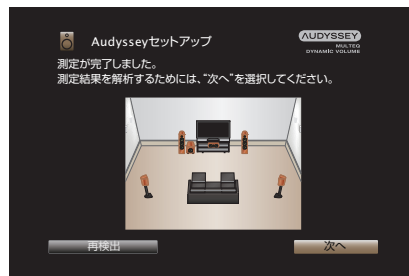 Audysseyセットアップ
AUDYSSEY
MULTEQ
DYNAMIC VOLUME
測定が完了しました。
測定結果を解析するためには、“次へ”を選択してください。
再検出
次へ